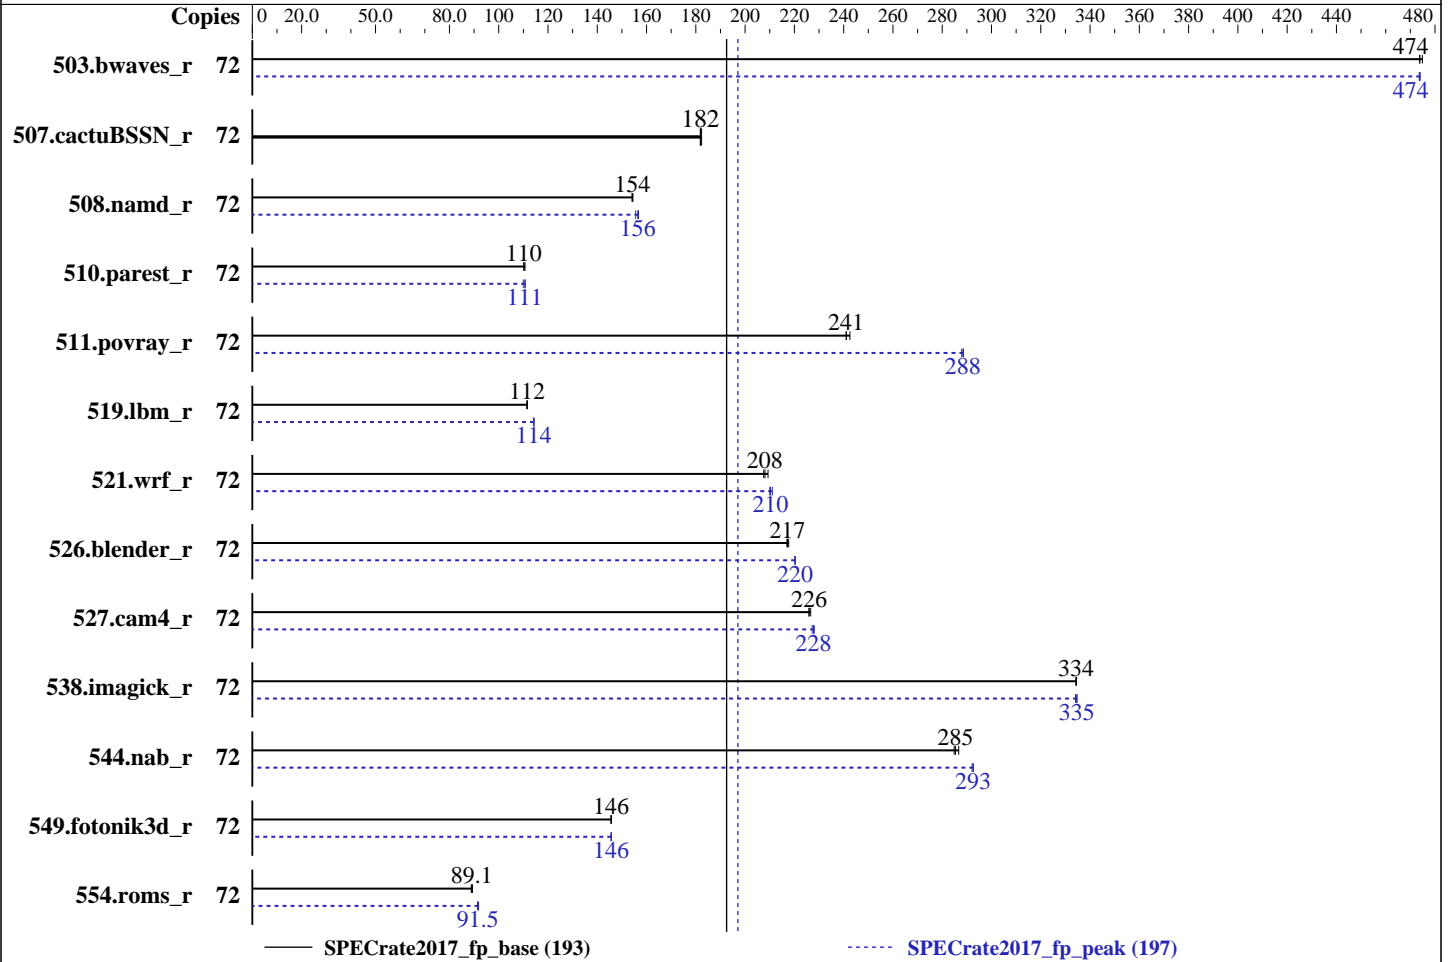 Copies 0 20.0 50.0 80.0 100 120 140 160 180 200 220 240 260 280 300 320 340 360 380 400 420 440 480
474
503.bwaves_r 72
474
182
507.cactuBSSN_r 72
154
508.namd_r 72
156
110
510.parest_r 72
111
241
511.povray_r 72
288
112
519.lbm_r 72
114
208
521.wrf_r 72
210
217
526.blender_r 72
220
226
527.cam4_r 72
228
334
538.imagick_r 72
335
285
544.nab_r 72
293
146
549.fotonik3d_r 72
146
89.1
554.roms_r 72
91.5
SPECrate2017_fp_base (193) SPECrate2017_fp_peak (197)